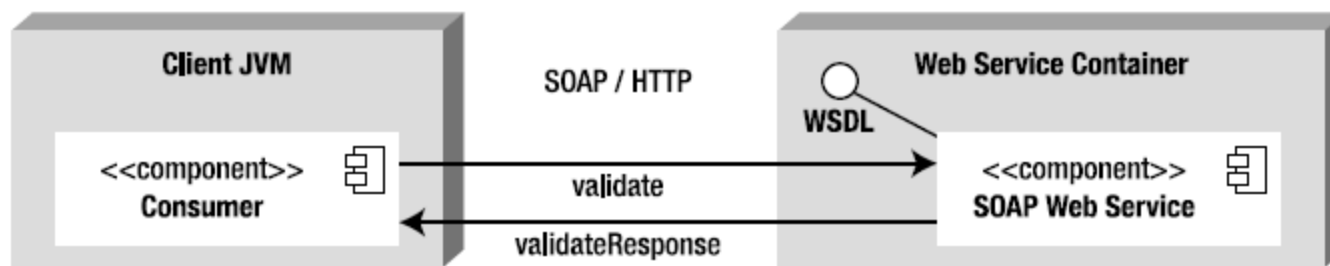 Client JVM
SOAP / HTTP
Web Service Container
WSDL
<<component>>
Consumer
validate
validateResponse
<<component>>
SOAP Web Service